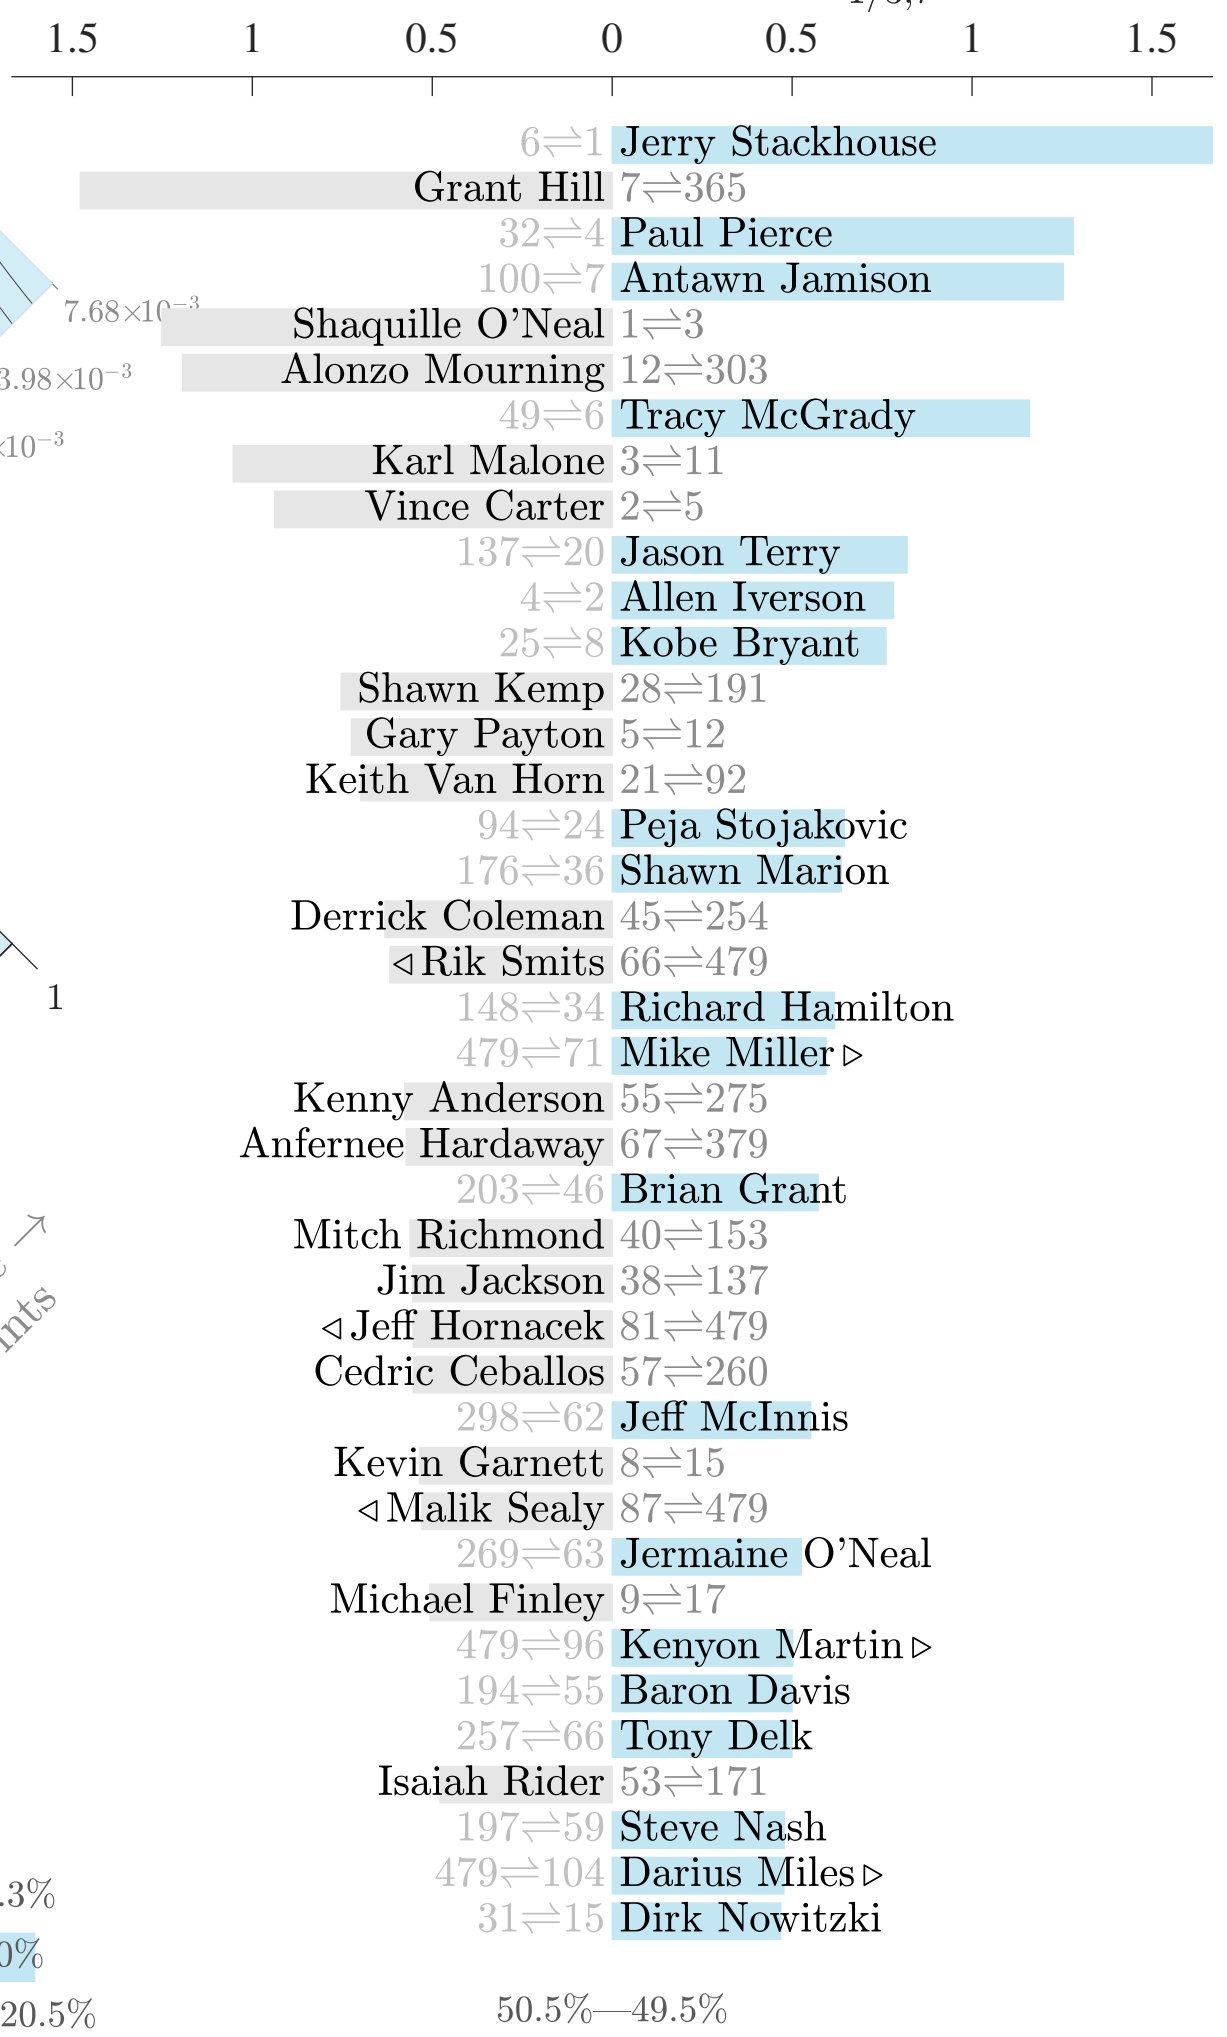 1.5 1 0.5 0 0.5 1 1.5
6⇌1 Jerry Stackhouse
Grant Hill 7⇌365
32⇌4 Paul Pierce
100⇌7 Antawn Jamison
7.68×10−3
Shaquille O’Neal 1⇌3
Alonzo Mourning 12⇌303
3.98×10−3
49⇌6 Tracy McGrady
×10−3
Karl Malone 3⇌11
Vince Carter 2⇌5
137⇌20 Jason Terry
4⇌2 Allen Iverson
25⇌8 Kobe Bryant
Shawn Kemp 28⇌191
Gary Payton 5⇌12
Keith Van Horn 21⇌92
94⇌24 Peja Stojakovic
176⇌36 Shawn Marion
Derrick Coleman 45⇌254
◁ Rik Smits 66⇌479
1
148⇌34 Richard Hamilton
479⇌71 Mike Miller ▷
Kenny Anderson 55⇌275
Anfernee Hardaway 67⇌379
203⇌46 Brian Grant
Mitch Richmond 40⇌153
→
Jim Jackson 38⇌137
ints
◁ Jeff Hornacek 81⇌479
Cedric Ceballos 57⇌260
298⇌62 Jeff McInnis
Kevin Garnett 8⇌15
◁ Malik Sealy 87⇌479
269⇌63 Jermaine O’Neal
Michael Finley 9⇌17
479⇌96 Kenyon Martin ▷
194⇌55 Baron Davis
257⇌66 Tony Delk
Isaiah Rider 53⇌171
197⇌59 Steve Nash
479⇌104 Darius Miles ▷
.3%
31⇌15 Dirk Nowitzki
0%
20.5%
50.5%—49.5%